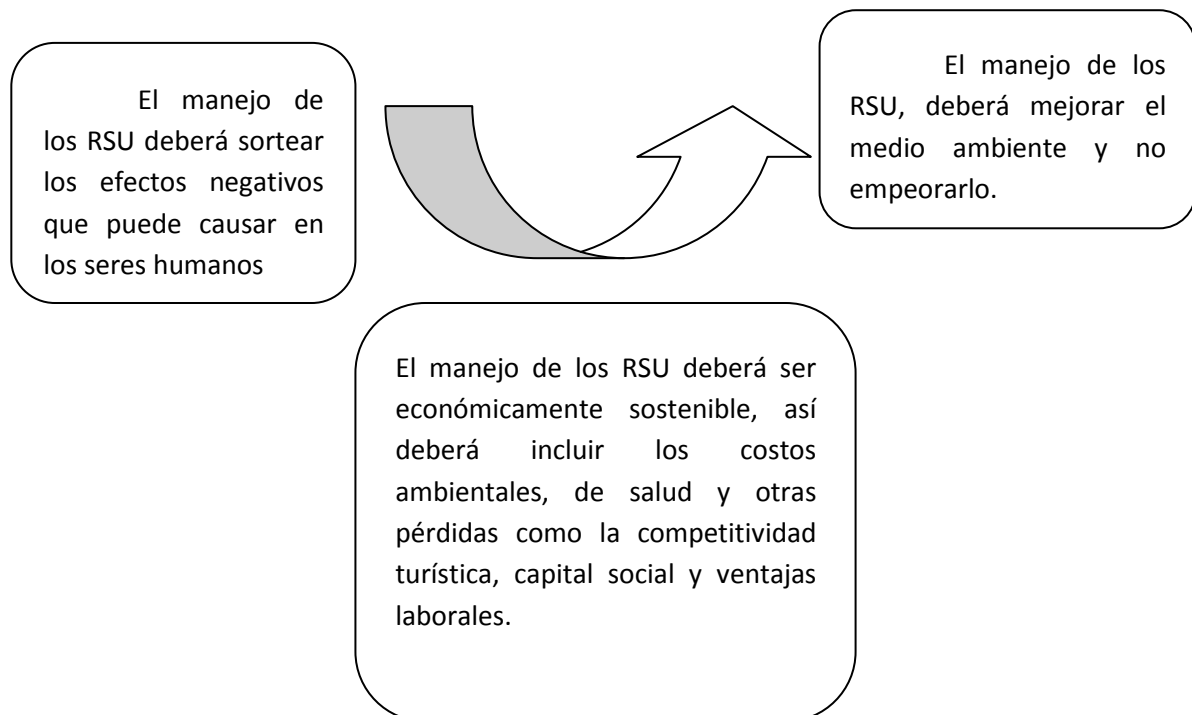 El manejo de
los RSU deberá sortear
los efectos negativos
que puede causar en
los seres humanos
El manejo de los
RSU, deberá mejorar el
medio ambiente y no
empeorarlo.
El manejo de los RSU deberá ser
económicamente sostenible, así
deberá incluir los costos
ambientales, de salud y otras
pérdidas como la competitividad
turística, capital social y ventajas
laborales.